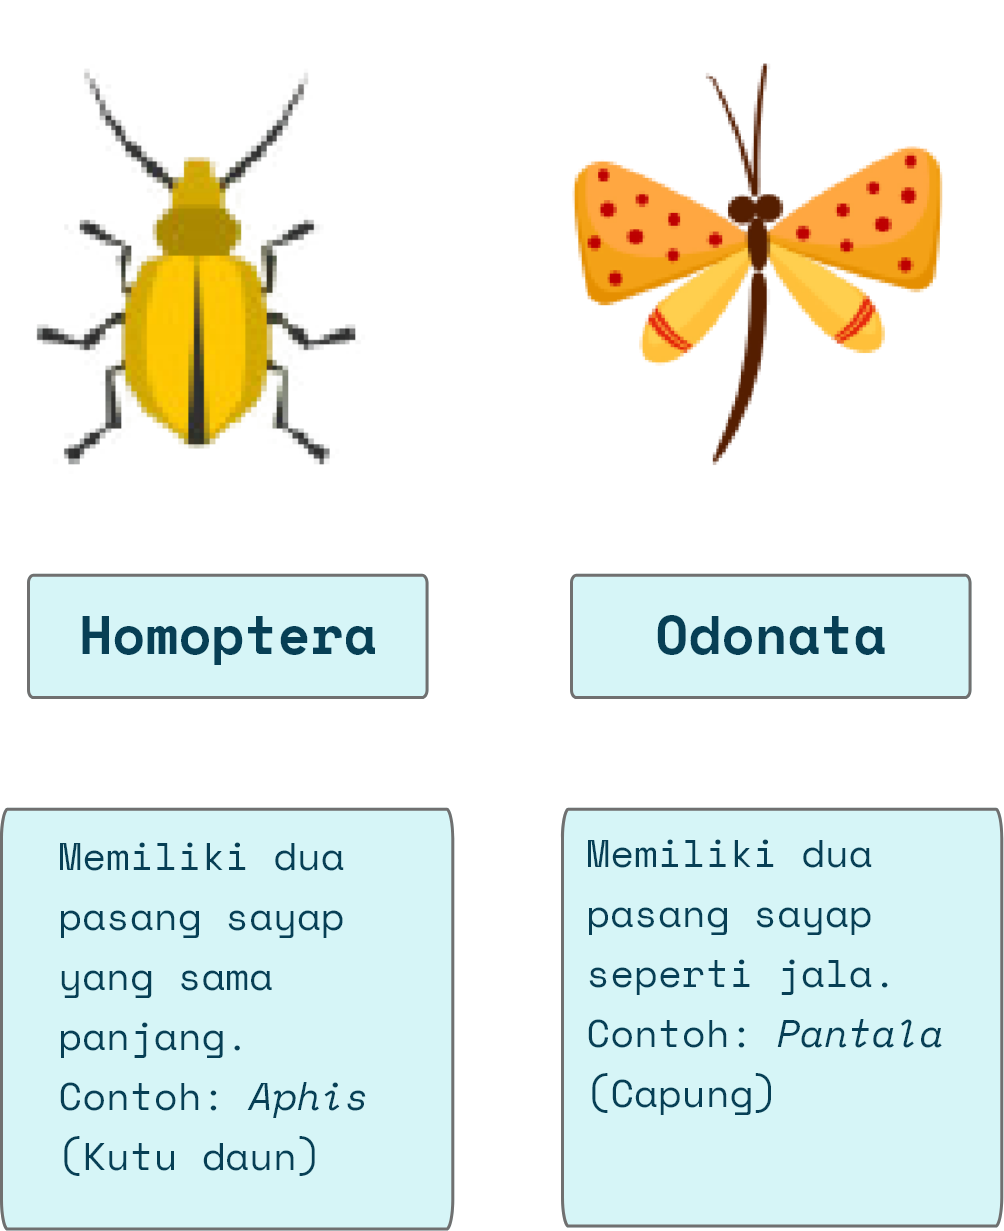 Homoptera
Odonata
Memiliki dua
pasang sayap
yang sama
panjang.
Contoh: Aphis
(Kutu daun)
Memiliki dua
pasang sayap
seperti jala.
Contoh: Pantala
(Capung)